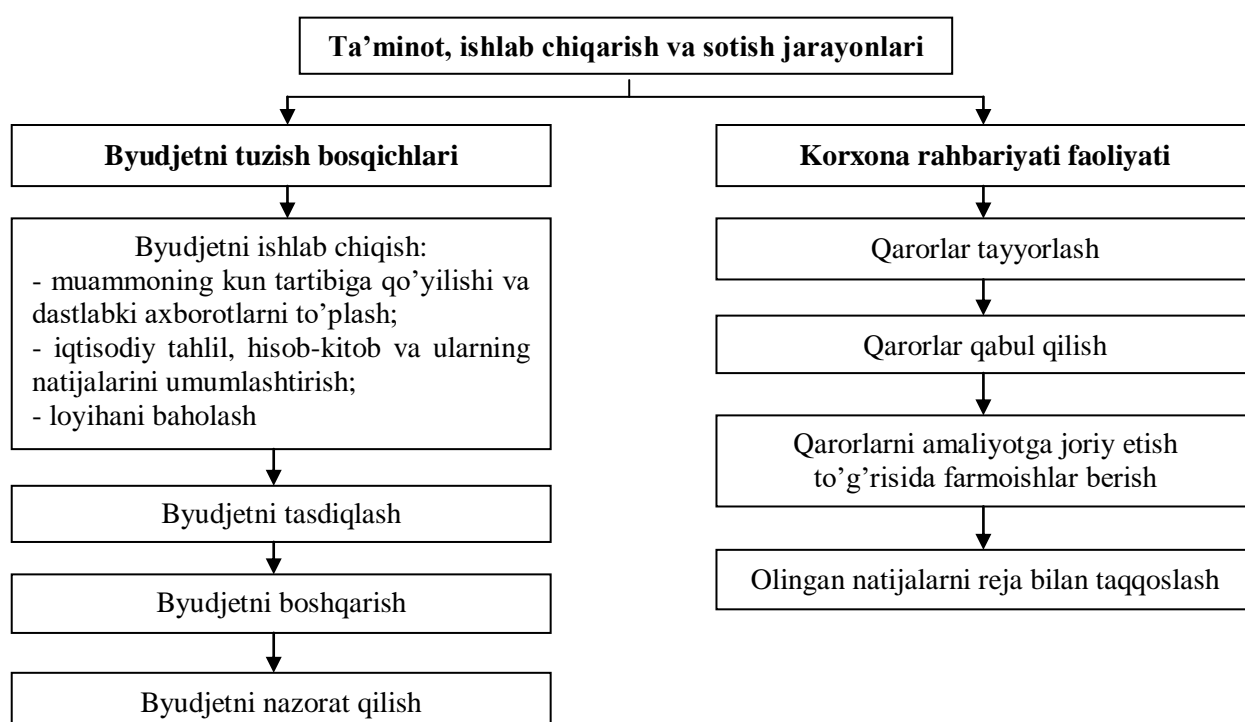 Ta’minot, ishlab chiqarish va sotish jarayonlari
Byudjetni tuzish bosqichlari
Byudjetni ishlab chiqish:
- muammoning kun tartibiga qo’yilishi va
dastlabki axborotlarni to’plash;
- iqtisodiy tahlil, hisob-kitob va ularning
natijalarini umumlashtirish;
- loyihani baholash
Byudjetni tasdiqlash
Byudjetni boshqarish
Byudjetni nazorat qilish
Korxona rahbariyati faoliyati
Qarorlar tayyorlash
Qarorlar qabul qilish
Qarorlarni amaliyotga joriy etish
to’g’risida farmoishlar berish
Olingan natijalarni reja bilan taqqoslash